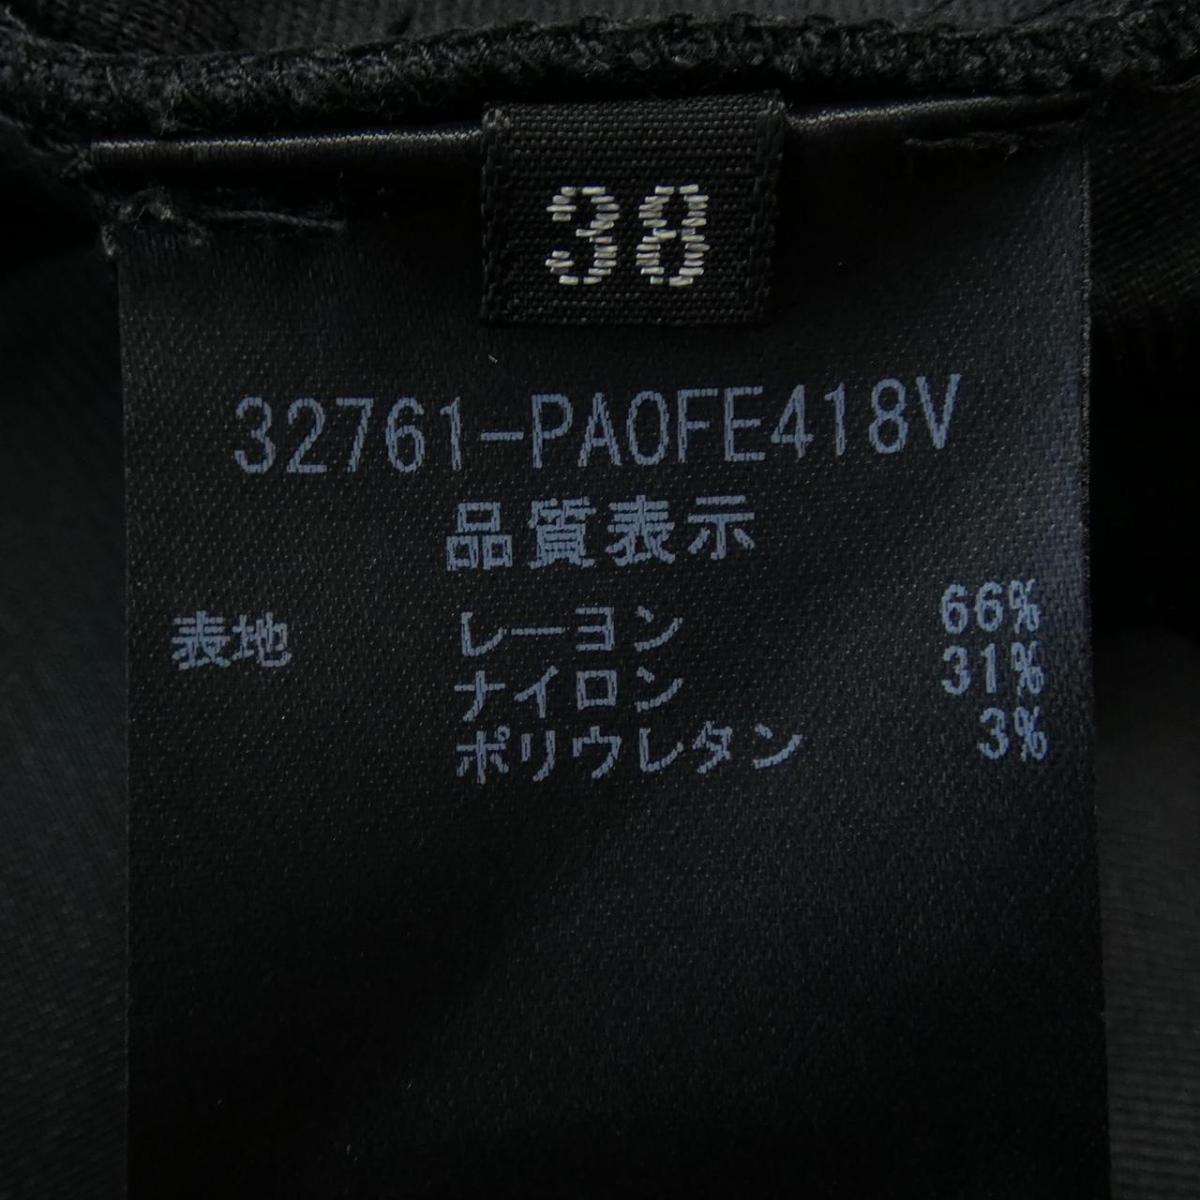 38
32761-PA0FE418V
品質表示
表地 レーヨン 66%
ナイロン 31%
ポリウレタン 3%